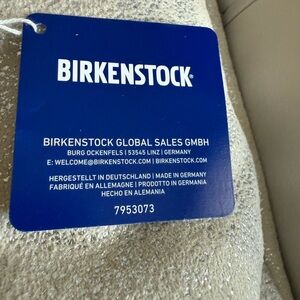 BIRKENSTOCK®
BIRKENSTOCK GLOBAL SALES GMBH
BURG OCKENFELS | 53545 LINZ | GERMANY
E: WELCOME@BIRKENSTOCK.COM | BIRKENSTOCK.COM
HERGESTELLT IN DEUTSCHLAND | MADE IN GERMANY
FABRIQUÉ EN ALLEMAGNE | PRODOTTO IN GERMANIA
HECHO EN ALEMANIA
7953073